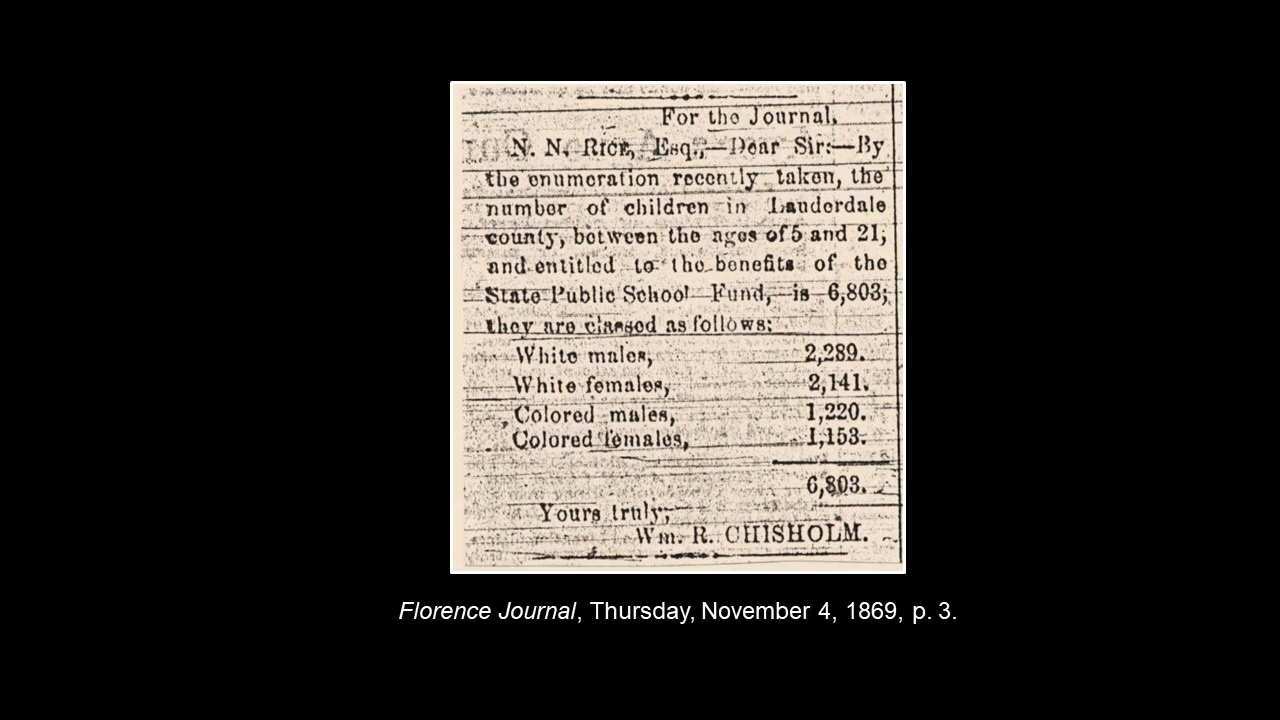 For the Journal.
N. N. RICE, Esq.,—Dear Sir:—By
the enumeration recently taken, the
number of children in Lauderdale
county, between the ages of 5 and 21,
and entitled to the benefits of the
State Public School Fund, is 6,803;
they are classed as follows:
White males, 2,289.
White females, 2,141.
Colored males, 1,220.
Colored females, 1,153.
6,803.
Yours truly,
Wm. R. CHISHOLM.
Florence Journal, Thursday, November 4, 1869, p. 3.